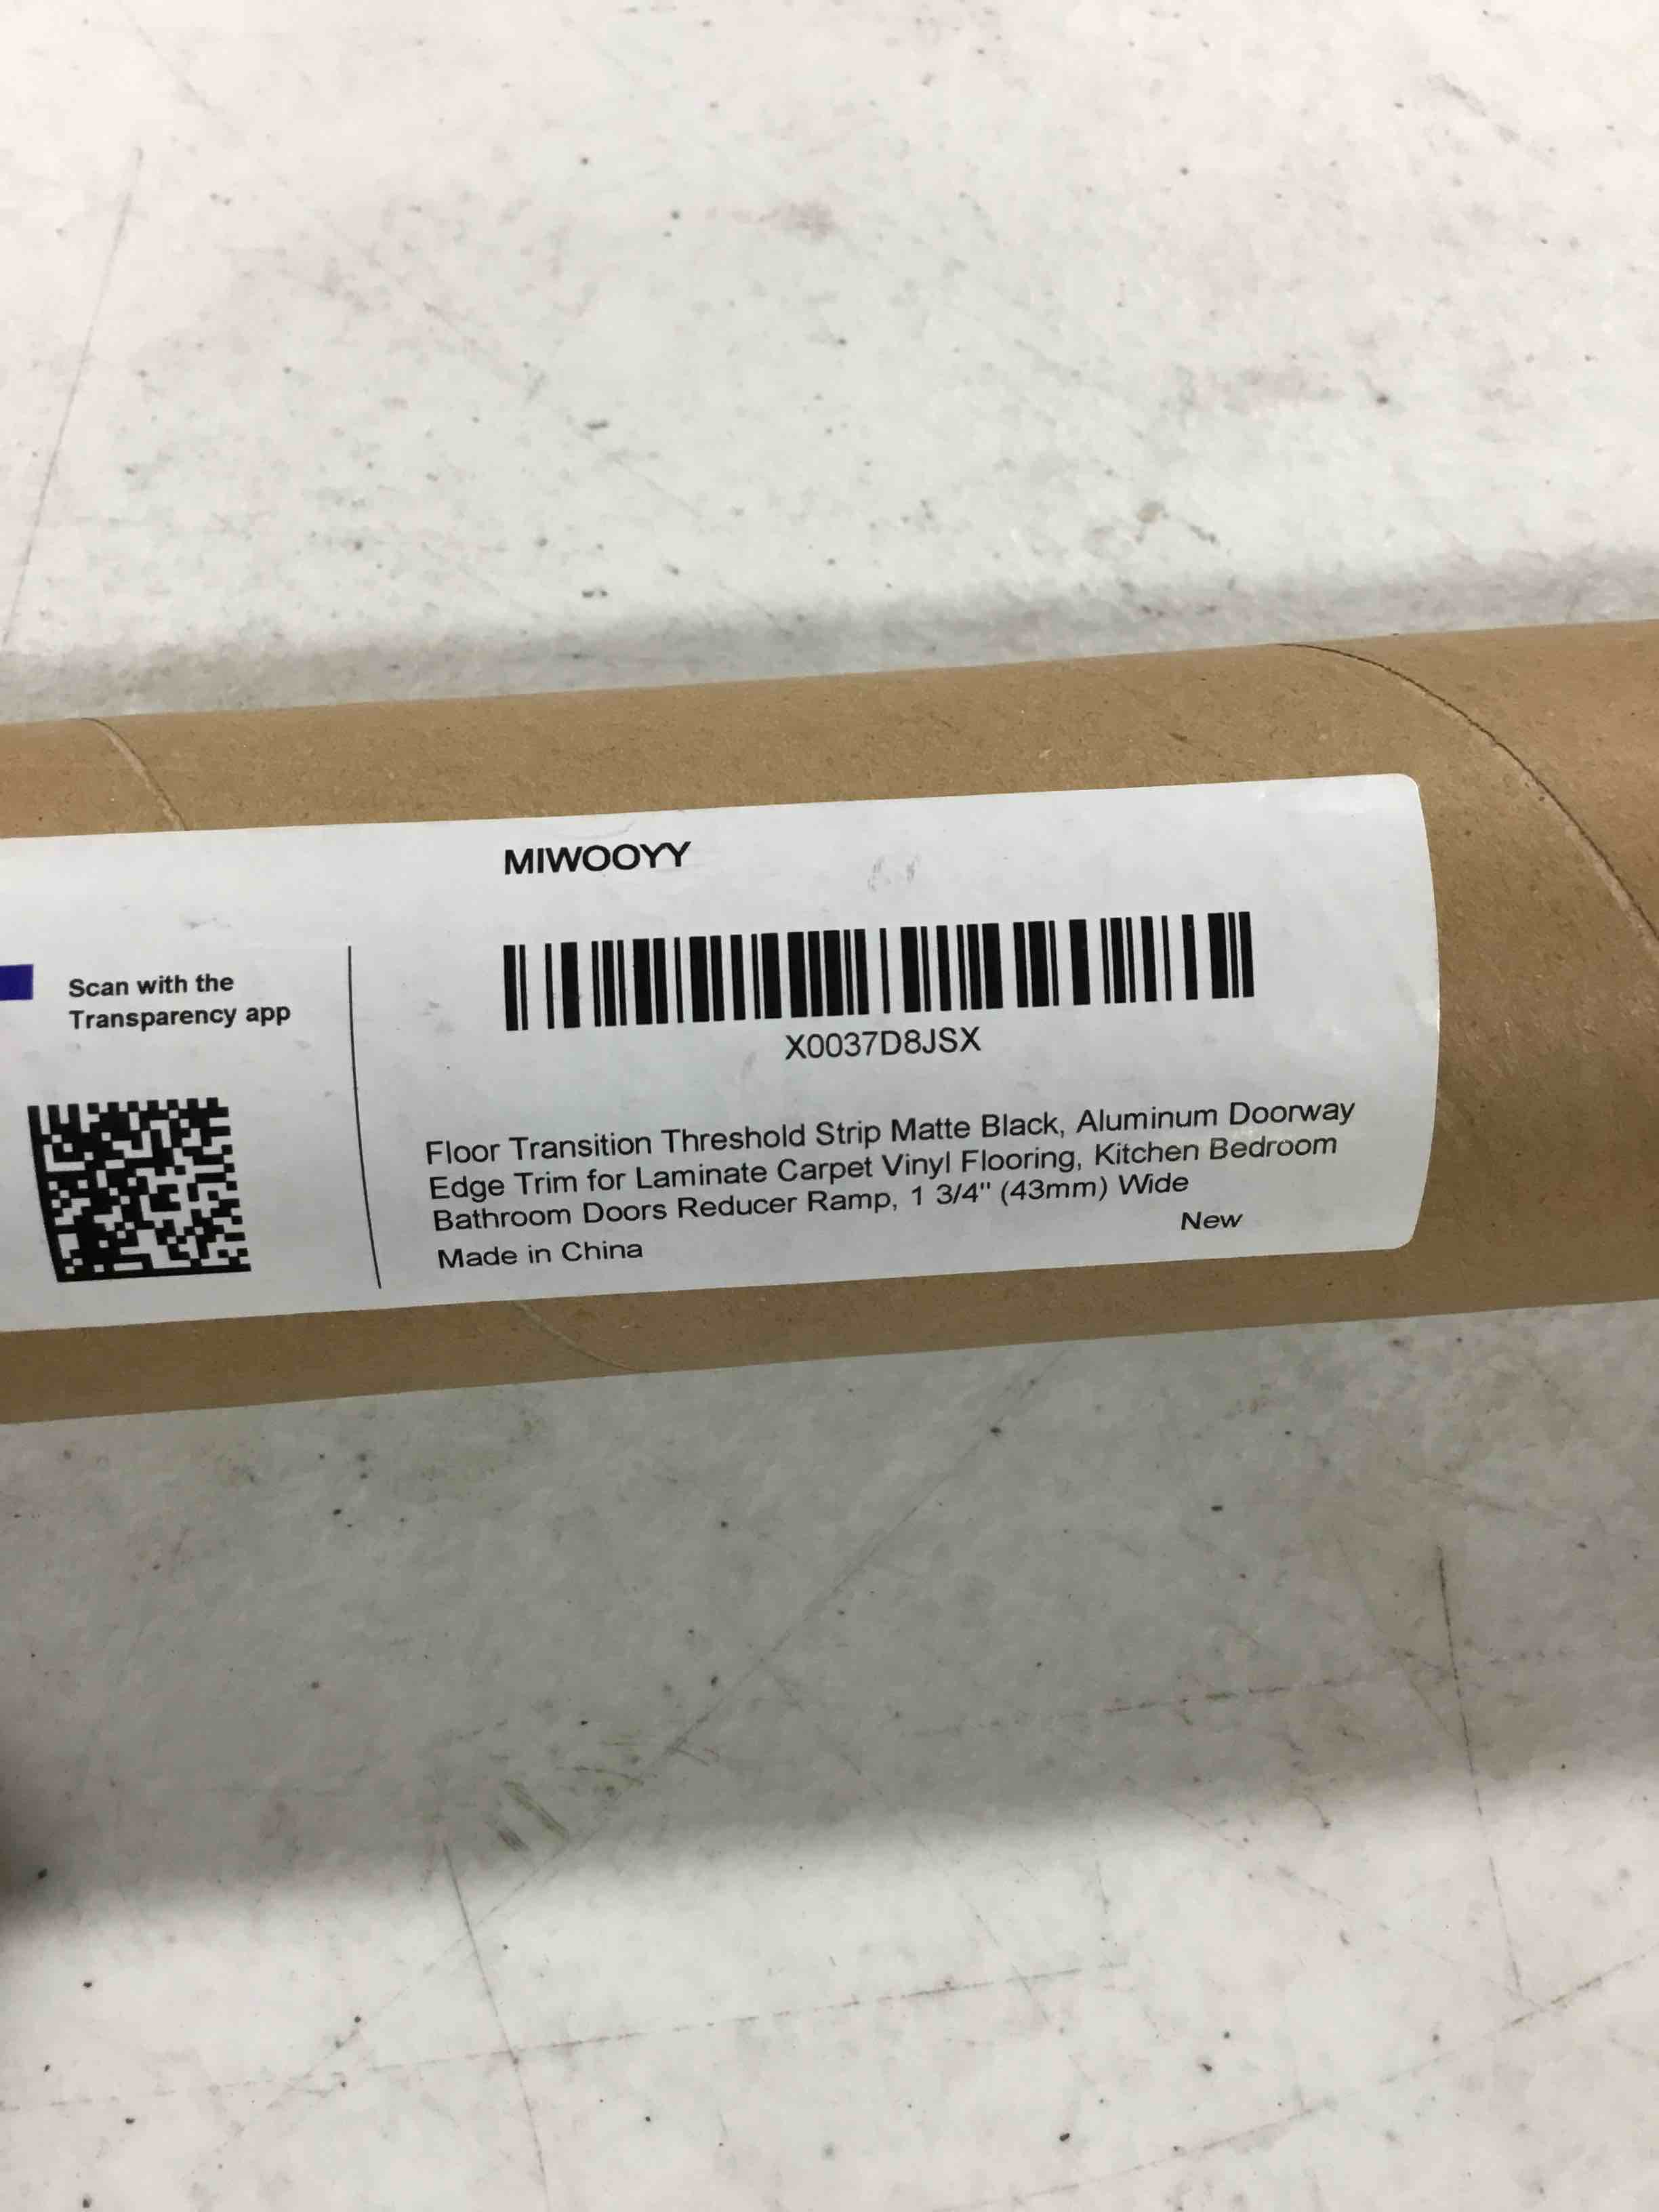 MIWOOYY
Scan with the
Transparency app
X0037D8JSX
Floor Transition Threshold Strip Matte Black, Aluminum Doorway
Edge Trim for Laminate Carpet Vinyl Flooring, Kitchen Bedroom
Bathroom Doors Reducer Ramp, 1 3/4" (43mm) Wide
New
Made in China